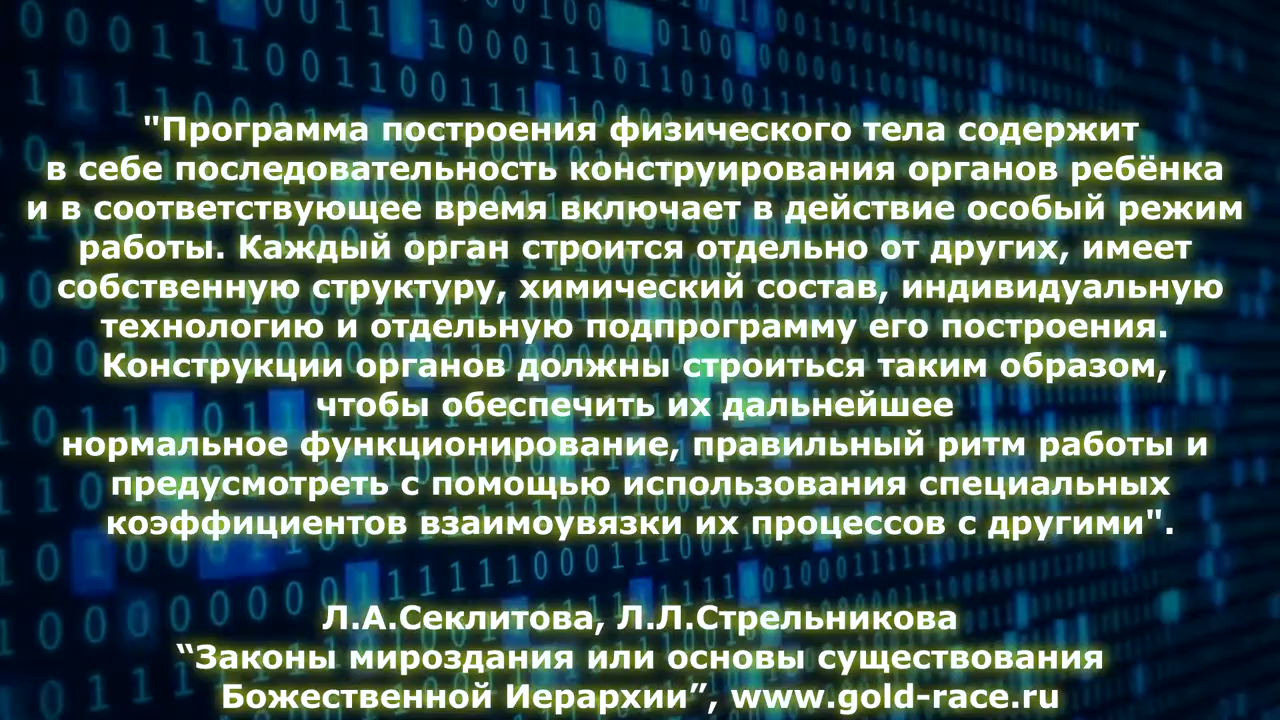 "Программа построения физического тела содержит
в себе последовательность конструирования органов ребёнка
и в соответствующее время включает в действие особый режим
работы. Каждый орган строится отдельно от других, имеет
собственную структуру, химический состав, индивидуальную
технологию и отдельную подпрограмму его построения.
Конструкции органов должны строиться таким образом,
чтобы обеспечить их дальнейшее
нормальное функционирование, правильный ритм работы и
предусмотреть с помощью использования специальных
коэффициентов взаимоувязки их процессов с другими".
Л.А.Секлитова, Л.Л.Стрельникова
“Законы мироздания или основы существования
Божественной Иерархии”, www.gold-race.ru